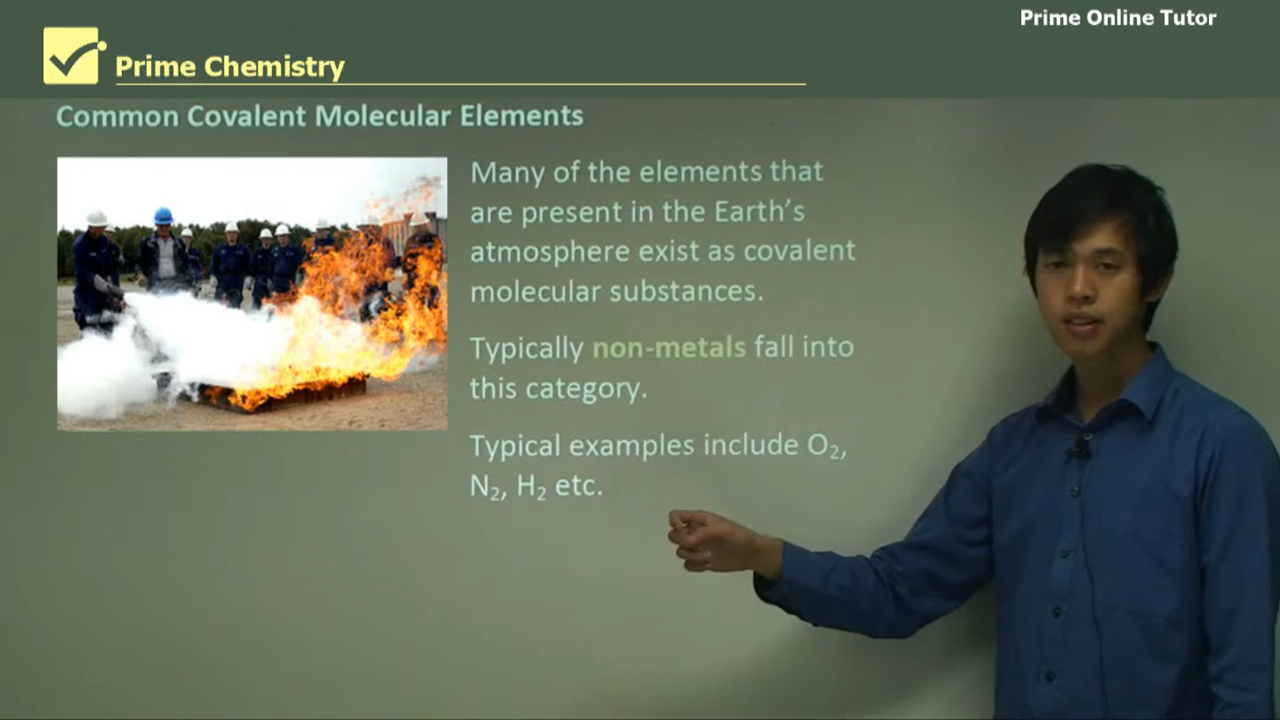 Prime Online Tutor
Prime Chemistry
Common Covalent Molecular Elements
Many of the elements that
are present in the Earth's
atmosphere exist as covalent
molecular substances.
Typically non-metals fall into
this category.
Typical examples include O₂,
N₂, H₂ etc.